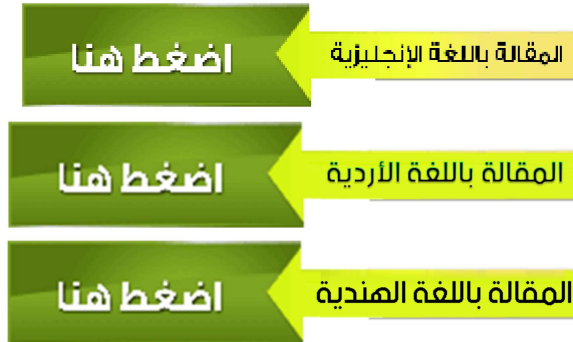 المقالة باللغة الإنجليزية اضغط هنا
المقالة باللغة الأردية اضغط هنا
المقالة باللغة الهندية اضغط هنا